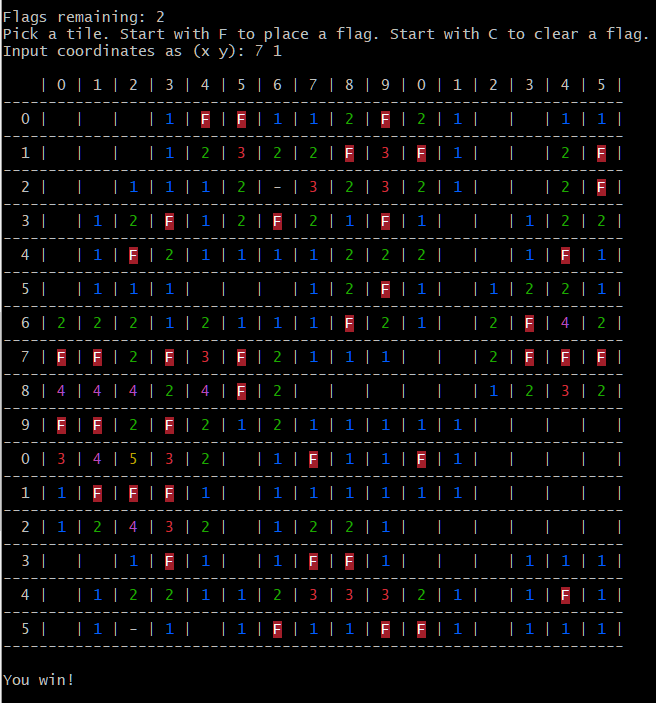 Flags remaining: 2
Pick a tile. Start with F to place a flag. Start with C to clear a flag.
Input coordinates as (x y): 7 1
| 0 | 1 | 2 | 3 | 4 | 5 | 6 | 7 | 8 | 9 | 0 | 1 | 2 | 3 | 4 | 5 |
0 | | | | 1 | F | F | 1 | 1 | 2 | F | 2 | 1 | | | 1 | 1 |
1 | | | | 1 | 2 | 3 | 2 | 2 | F | 3 | F | 1 | | | 2 | F |
2 | | | 1 | 1 | 1 | 2 | - | 3 | 2 | 3 | 2 | 1 | | | 2 | F |
3 | | 1 | 2 | F | 1 | 2 | F | 2 | 1 | F | 1 | | | 1 | 2 | 2 |
4 | | 1 | F | 2 | 1 | 1 | 1 | 1 | 2 | 2 | 2 | | | 1 | F | 1 |
5 | | 1 | 1 | 1 | | | | 1 | 2 | F | 1 | | 1 | 2 | 2 | 1 |
6 | 2 | 2 | 2 | 1 | 2 | 1 | 1 | 1 | F | 2 | 1 | | 2 | F | 4 | 2 |
7 | F | F | 2 | F | 3 | F | 2 | 1 | 1 | 1 | | | 2 | F | F | F |
8 | 4 | 4 | 4 | 2 | 4 | F | 2 | | | | | | 1 | 2 | 3 | 2 |
9 | F | F | 2 | F | 2 | 1 | 2 | 1 | 1 | 1 | 1 | 1 | | | | |
0 | 3 | 4 | 5 | 3 | 2 | | 1 | F | 1 | 1 | F | 1 | | | | |
1 | 1 | F | F | F | 1 | | 1 | 1 | 1 | 1 | 1 | 1 | | | | |
2 | 1 | 2 | 4 | 3 | 2 | | 1 | 2 | 2 | 1 | | | | | | |
3 | | | 1 | F | 1 | | 1 | F | F | 1 | | | | 1 | 1 | 1 |
4 | | 1 | 2 | 2 | 1 | 1 | 2 | 3 | 3 | 3 | 2 | 1 | | 1 | F | 1 |
5 | | 1 | - | 1 | | 1 | F | 1 | 1 | F | F | 1 | | 1 | 1 | 1 |
You win!